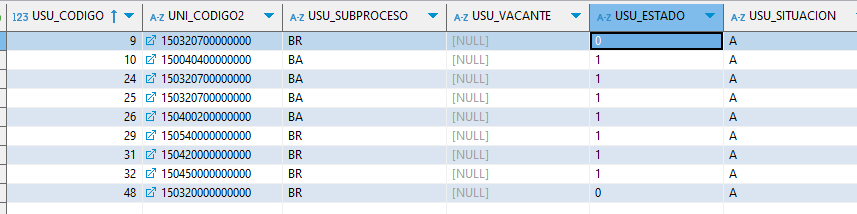 123 USU_CODIGO A-Z UNI_CODIGO2 A-Z USU_SUBPROCESO A-Z USU_VACANTE A-Z USU_ESTADO A-Z USU_SITUACION
9 150320700000000 BR [NULL] 0 A
10 150040400000000 BA [NULL] 1 A
24 150320700000000 BA [NULL] 1 A
25 150320700000000 BA [NULL] 1 A
26 150400200000000 BA [NULL] 1 A
29 150540000000000 BR [NULL] 1 A
31 150420000000000 BR [NULL] 1 A
32 150450000000000 BR [NULL] 1 A
48 150320000000000 BR [NULL] 0 A